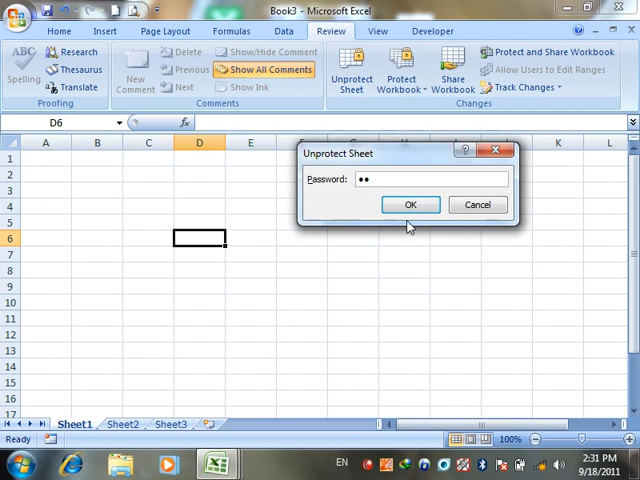 Book3 - Microsoft Excel
Home Insert Page Layout Formulas Data Review View Developer
ABC Spelling
Research
Thesaurus
Translate
Proofing
New Comment
Delete
Previous
Next
Show/Hide Comment
Show All Comments
Show Ink
Comments
Unprotect Sheet
Protect Workbook
Share Workbook
Protect and Share Workbook
Allow Users to Edit Ranges
Track Changes
Changes
D6 fx
A B C D E K L
1
2
3
4
5
6
7
8
9
10
11
12
13
14
15
16
17
Unprotect Sheet
Password: ••
OK Cancel
Sheet1 Sheet2 Sheet3
Ready 100%
EN 2:31 PM
9/18/2011